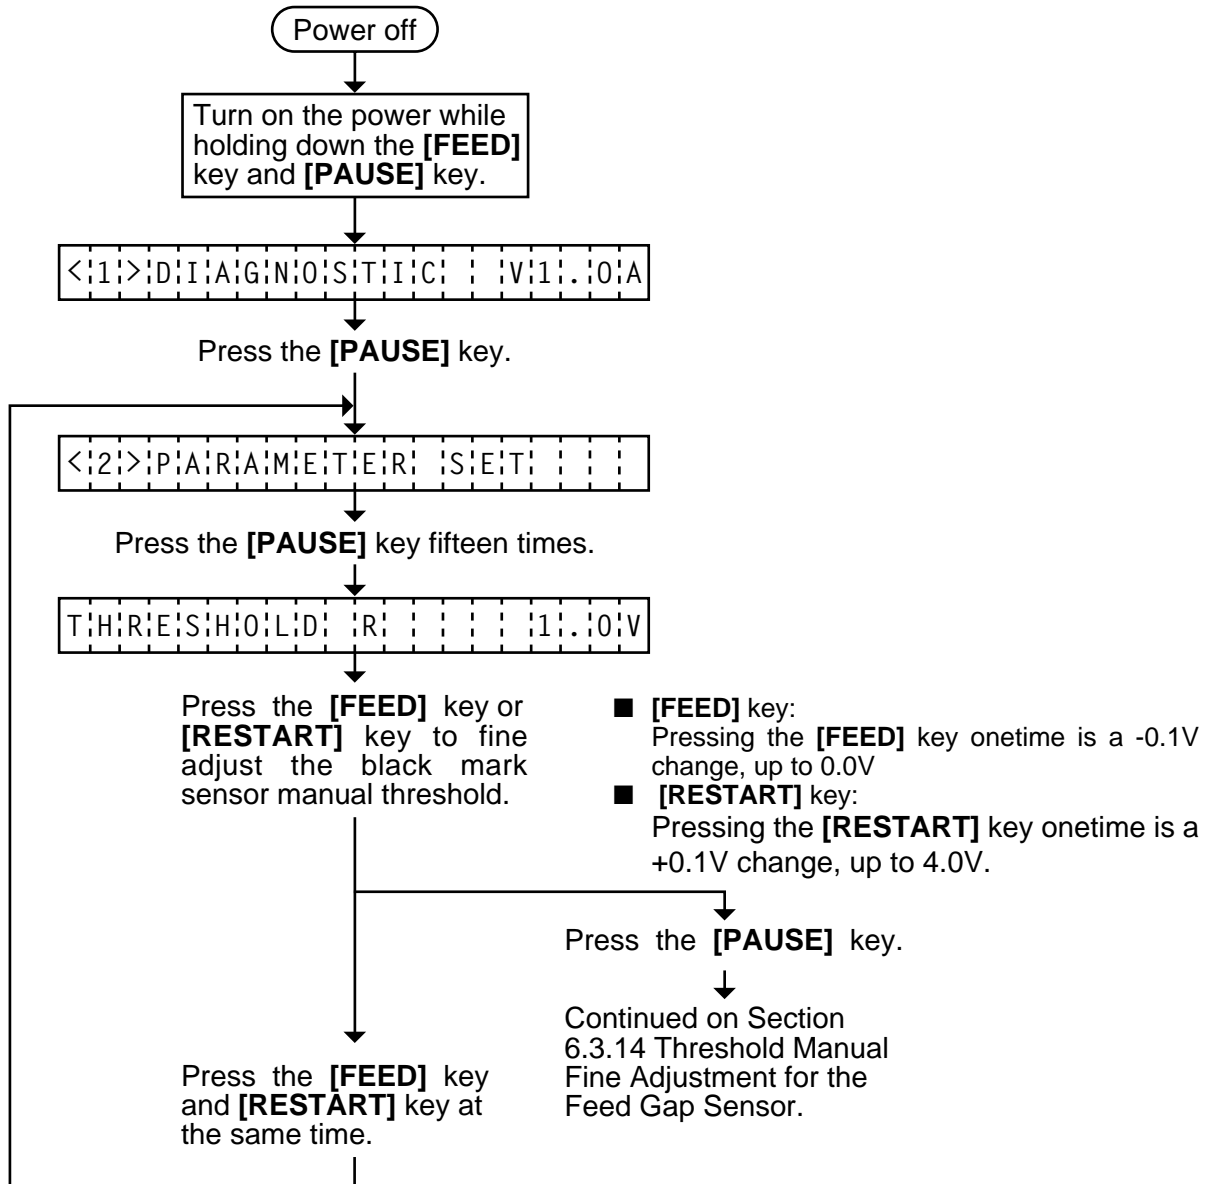 Power off
Turn on the power while
holding down the [FEED]
key and [PAUSE] key.
<1>DIAGNOSTIC  V1.0A
Press the [PAUSE] key.
<2>PARAMETER SET
Press the [PAUSE] key fifteen times.
THRESHOLD R     1.0V
Press the [FEED] key or
[RESTART] key to fine
adjust the black mark
sensor manual threshold.
■ [FEED] key:
Pressing the [FEED] key onetime is a -0.1V
change, up to 0.0V
■ [RESTART] key:
Pressing the [RESTART] key onetime is a
+0.1V change, up to 4.0V.
Press the [PAUSE] key.
Continued on Section
6.3.14 Threshold Manual
Fine Adjustment for the
Feed Gap Sensor.
Press the [FEED] key
and [RESTART] key at
the same time.